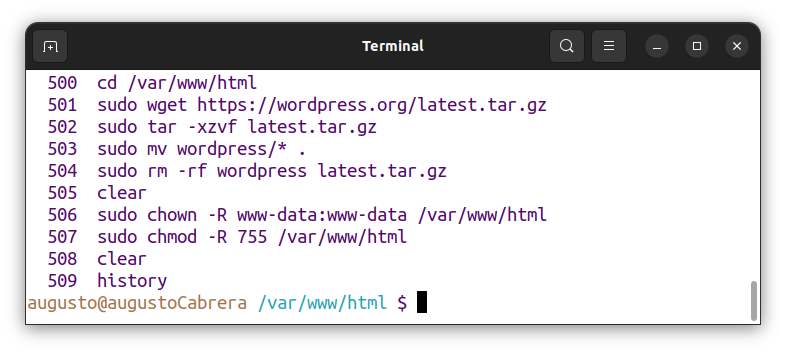 Terminal
500 cd /var/www/html
501 sudo wget https://wordpress.org/latest.tar.gz
502 sudo tar -xzvf latest.tar.gz
503 sudo mv wordpress/* .
504 sudo rm -rf wordpress latest.tar.gz
505 clear
506 sudo chown -R www-data:www-data /var/www/html
507 sudo chmod -R 755 /var/www/html
508 clear
509 history
augusto@augustoCabrera /var/www/html $